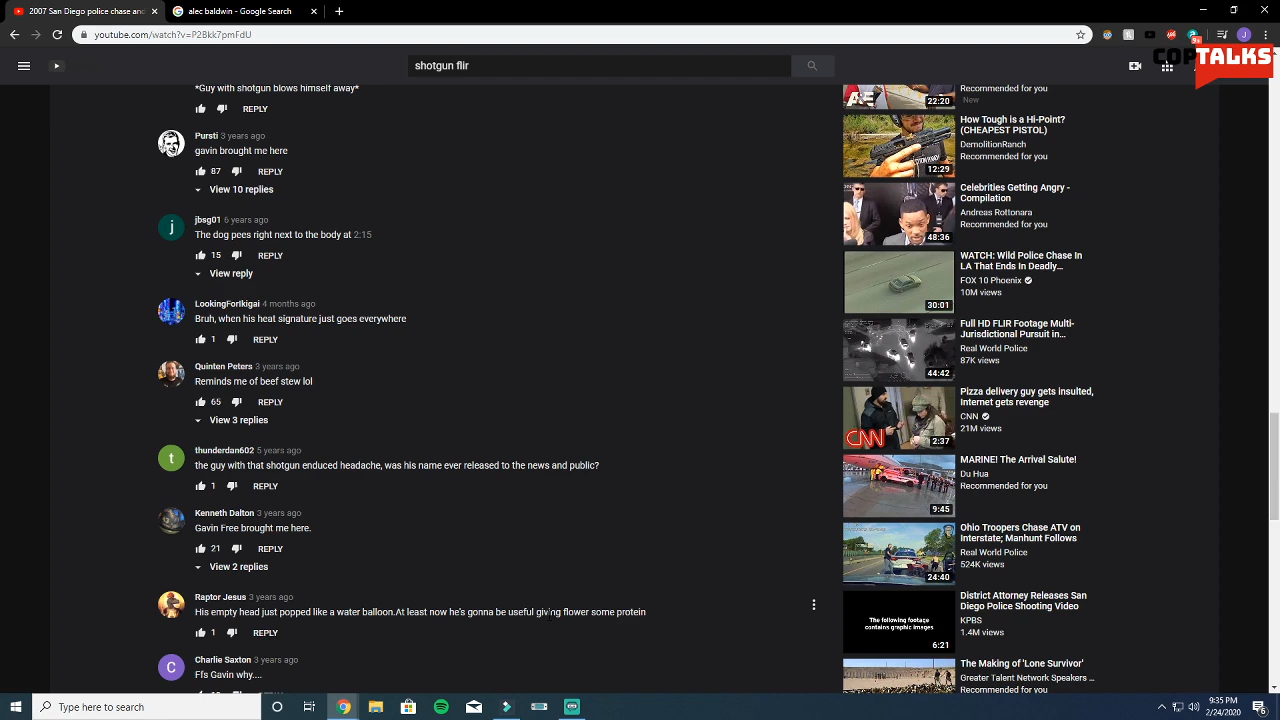 2007 San Diego police chase and
alec baldwin - Google Search
youtube.com/watch?v=P2Bkk7pmFdU
9+
J
COPTALKS
shotgun flir
*Guy with shotgun blows himself away*
REPLY
Pursti 3 years ago
gavin brought me here
87 REPLY
View 10 replies
jbsg01 6 years ago
j
The dog pees right next to the body at 2:15
15 REPLY
View reply
LookingForIkigai 4 months ago
Bruh, when his heat signature just goes everywhere
1 REPLY
Quinten Peters 3 years ago
Reminds me of beef stew lol
65 REPLY
View 3 replies
thunderdan602 5 years ago
t
the guy with that shotgun enduced headache, was his name ever released to the news and public?
1 REPLY
Kenneth Dalton 3 years ago
Gavin Free brought me here.
21 REPLY
View 2 replies
Raptor Jesus 3 years ago
His empty head just popped like a water balloon.At least now he's gonna be useful giving flower some protein
1 REPLY
Charlie Saxton 3 years ago
C
Ffs Gavin why....
A&E
22:20
Recommended for you
New
How Tough is a Hi-Point?
(CHEAPEST PISTOL)
DemolitionRanch
Recommended for you
12:29
Celebrities Getting Angry -
Compilation
Andreas Rottonara
Recommended for you
48:36
WATCH: Wild Police Chase In
LA That Ends In Deadly...
FOX 10 Phoenix
10M views
30:01
Full HD FLIR Footage Multi-
Jurisdictional Pursuit in...
Real World Police
87K views
44:42
Pizza delivery guy gets insulted,
Internet gets revenge
CNN
21M views
CNN
2:37
MARINE! The Arrival Salute!
Du Hua
Recommended for you
9:45
Ohio Troopers Chase ATV on
Interstate; Manhunt Follows
Real World Police
524K views
24:40
District Attorney Releases San
Diego Police Shooting Video
KPBS
1.4M views
The following footage
contains graphic images
6:21
The Making of 'Lone Survivor'
Greater Talent Network Speakers ...
Recommended for you
Type here to search
9:35 PM
2/24/2020
6